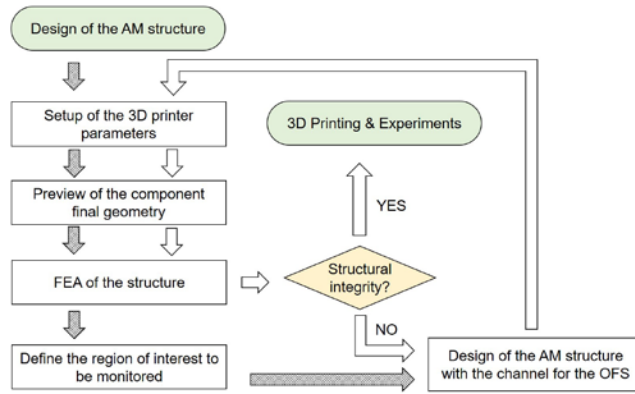 Design of the AM structure
Setup of the 3D printer
parameters
3D Printing & Experiments
Preview of the component
final geometry
YES
FEA of the structure
Structural
integrity?
NO
Define the region of interest to
be monitored
Design of the AM structure
with the channel for the OFS